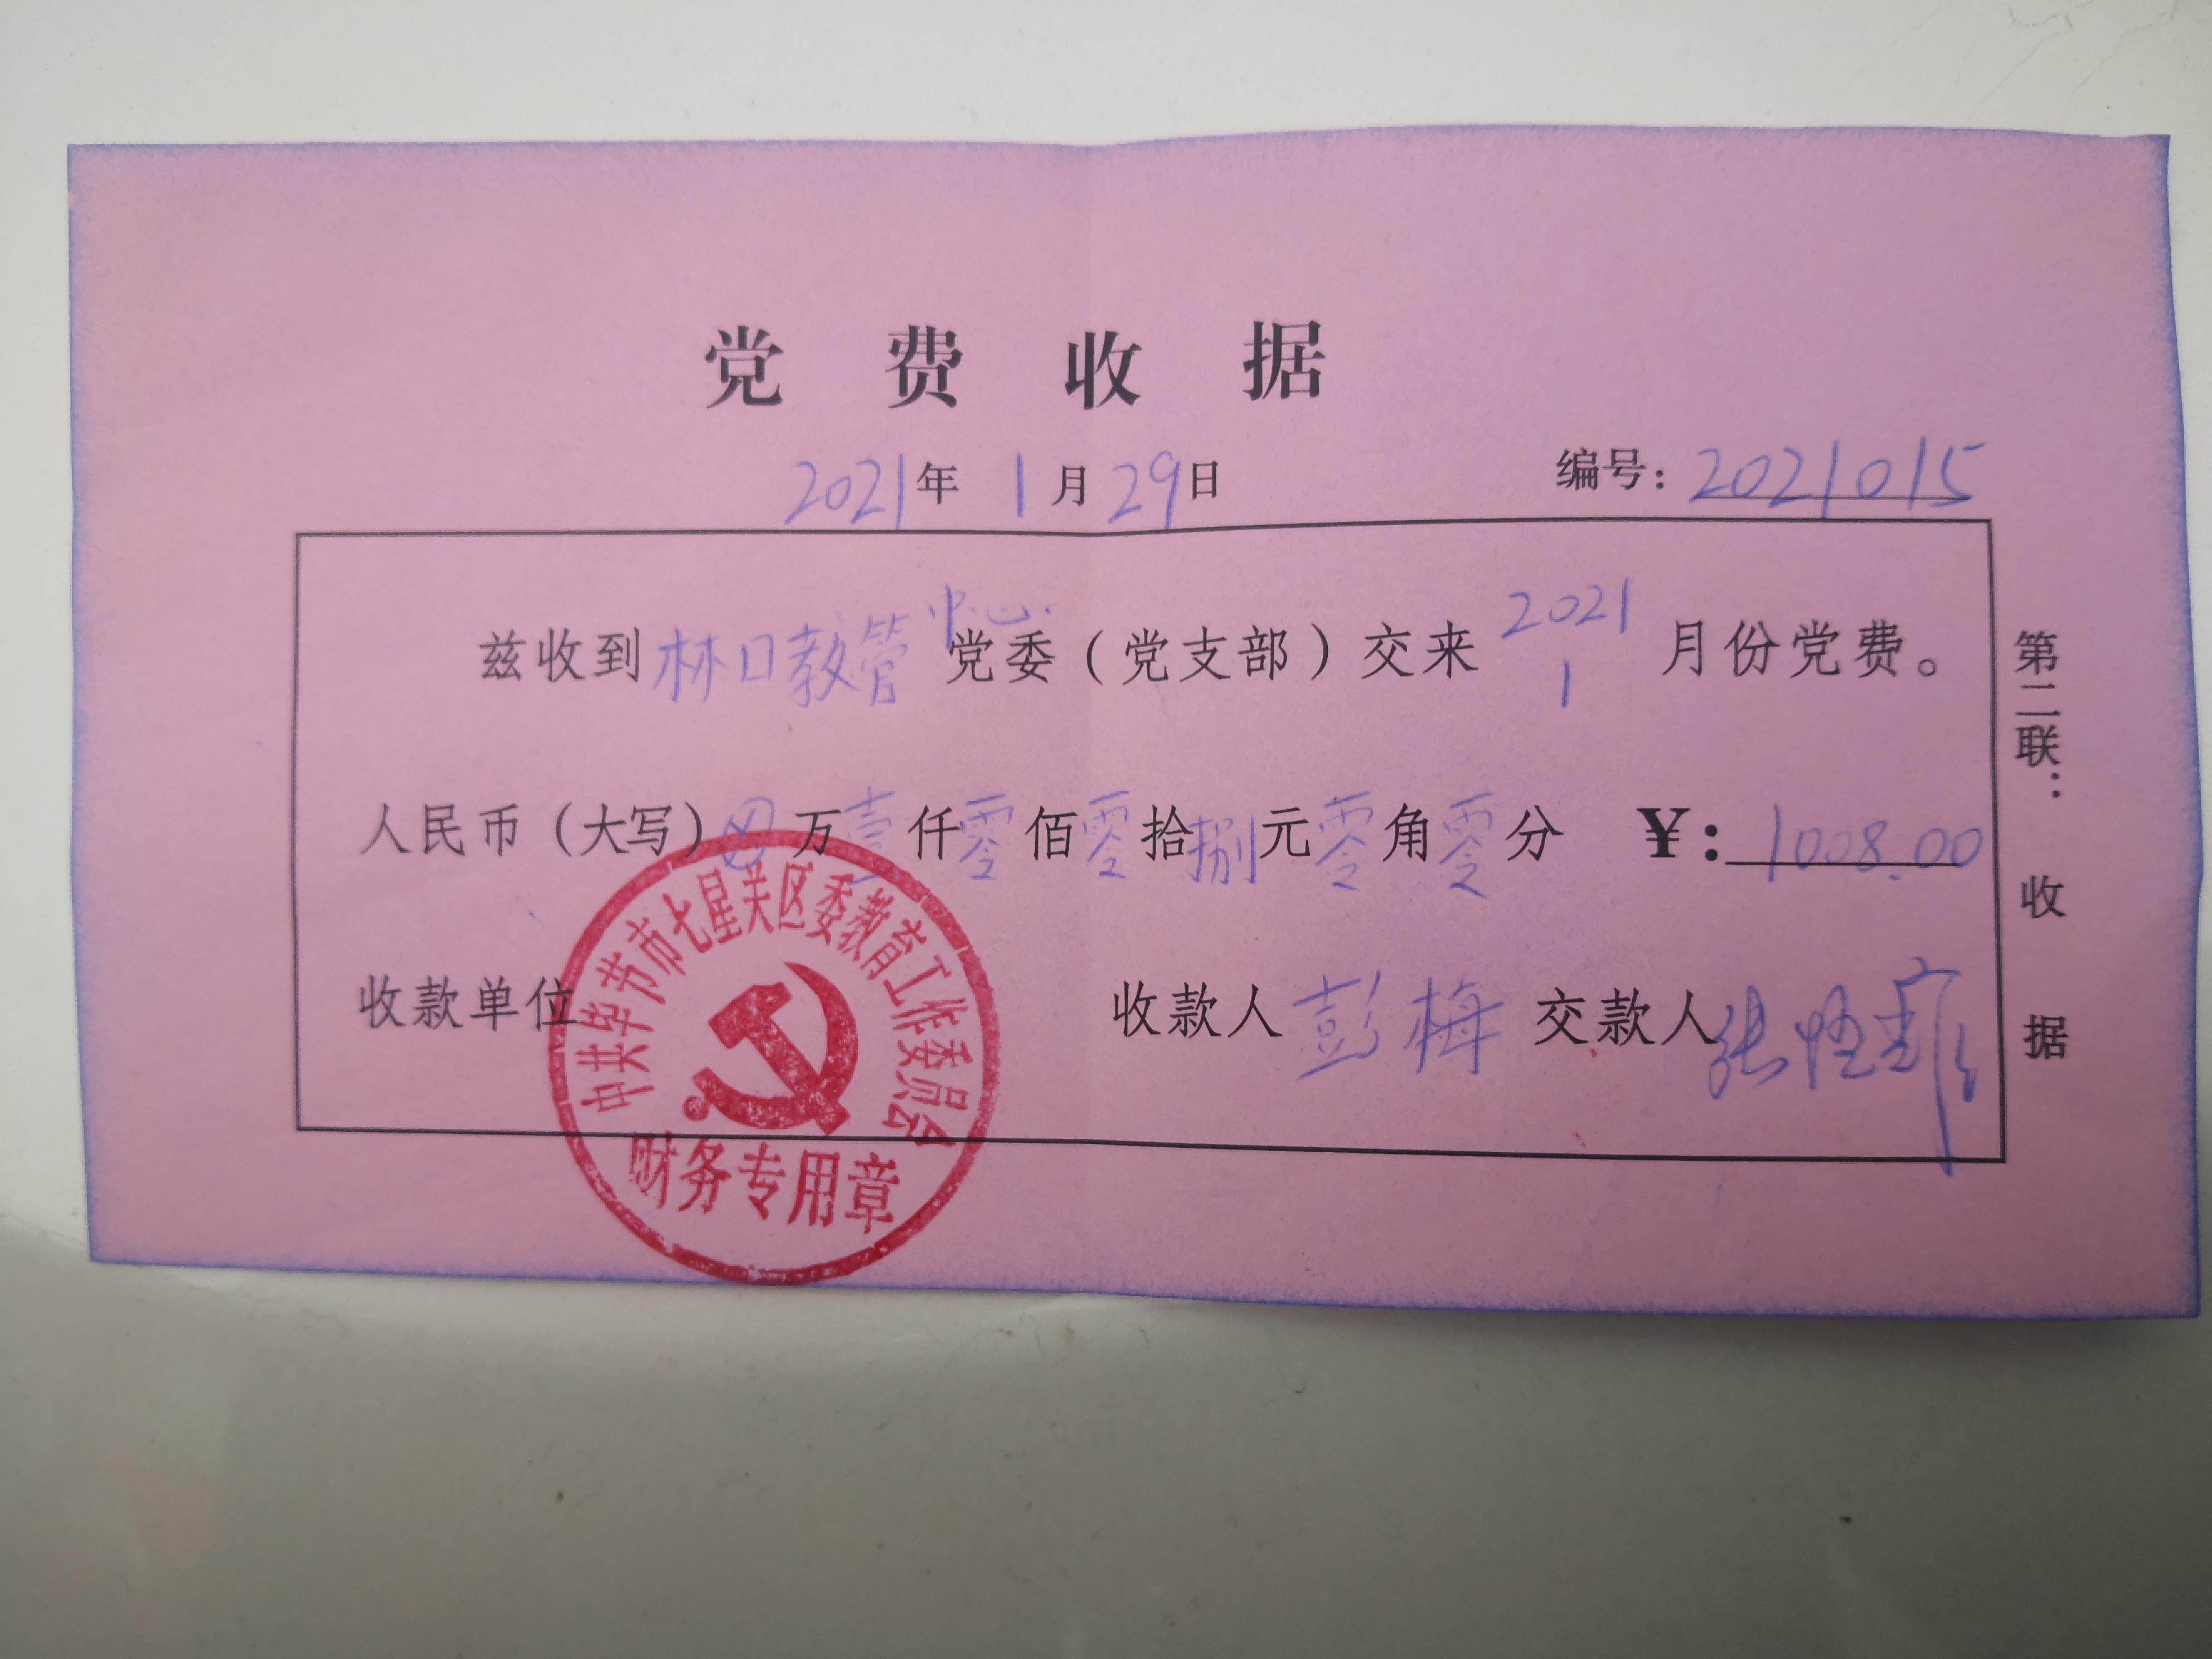 党费收据
2021年1月29日 编号：2021015
兹收到林口教管中心党委（党支部）交来2021 1月份党费。
人民币（大写）⊗万壹仟零佰零拾捌元零角零分 ¥：1008.00
收款单位 收款人彭梅 交款人张
中共毕节市七星关区委教育工作委员会
财务专用章
第二联：收据